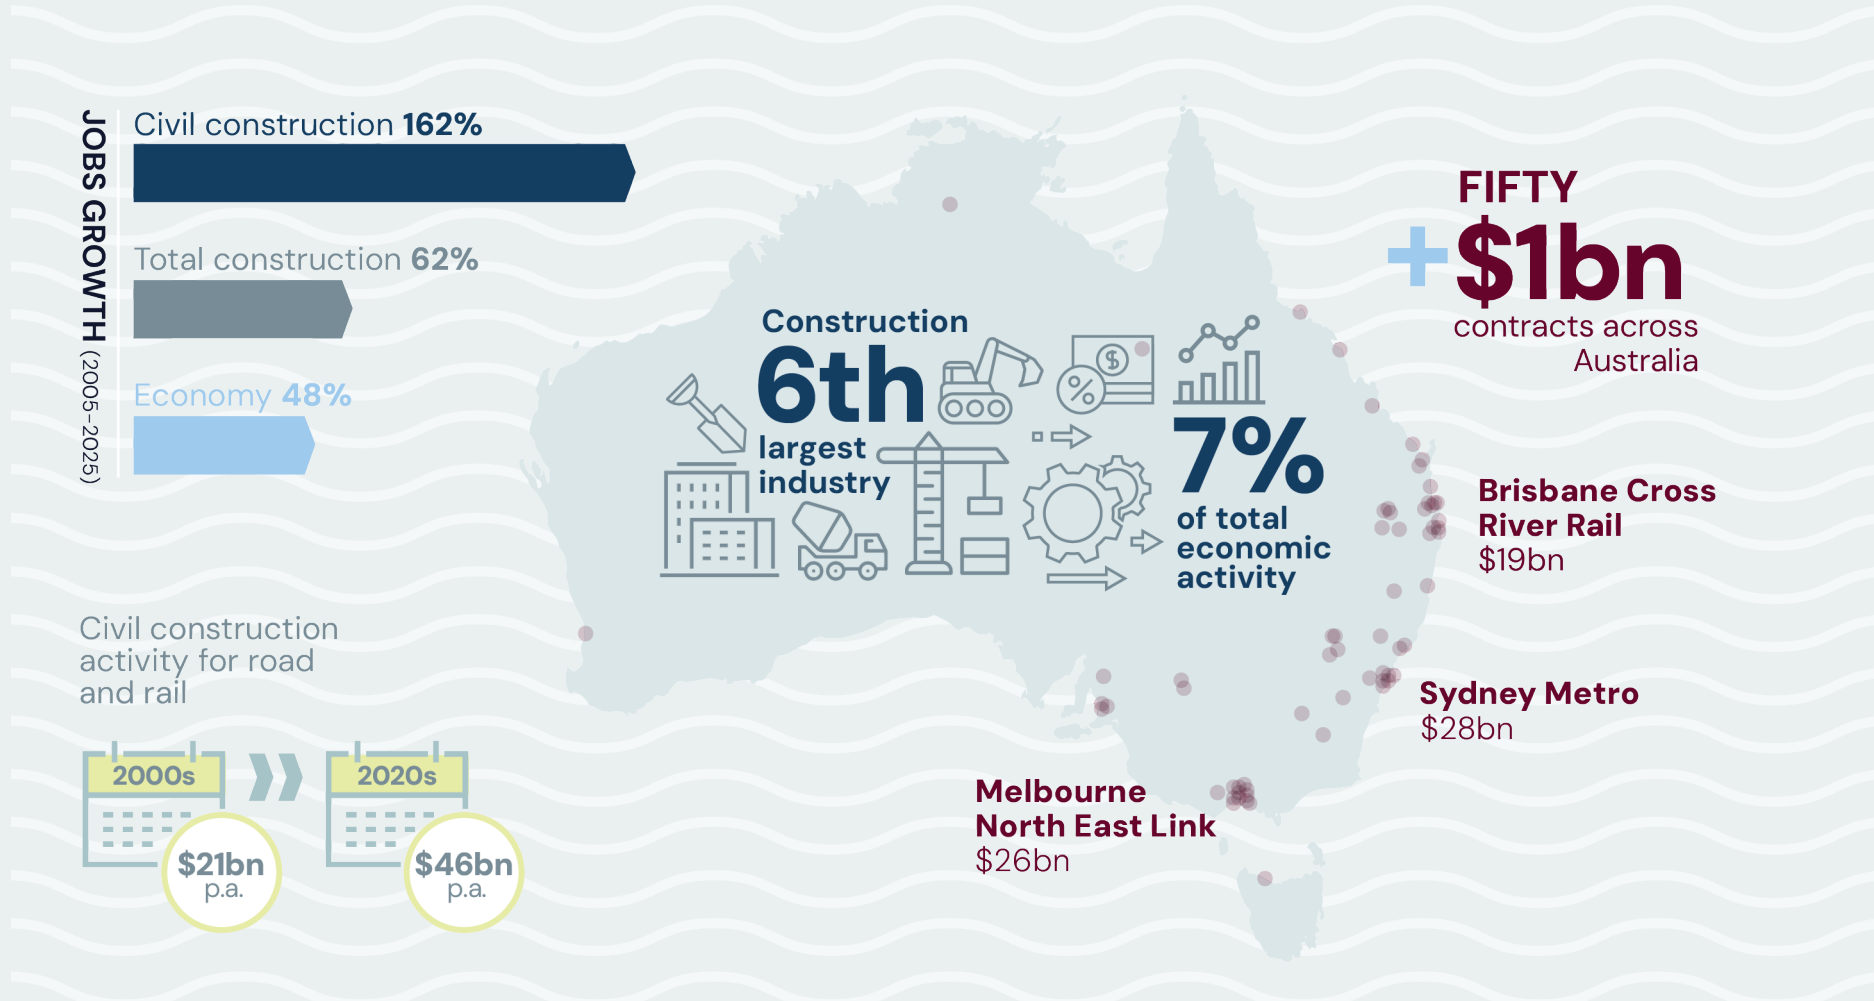 JOBS GROWTH (2005-2025)
Civil construction 162%
Total construction 62%
Economy 48%
Civil construction
activity for road
and rail
2000s
$21bn
p.a.
2020s
$46bn
p.a.
Construction
6th
largest
industry
$
%
7%
of total
economic
activity
FIFTY
+$1bn
contracts across
Australia
Brisbane Cross
River Rail
$19bn
Sydney Metro
$28bn
Melbourne
North East Link
$26bn